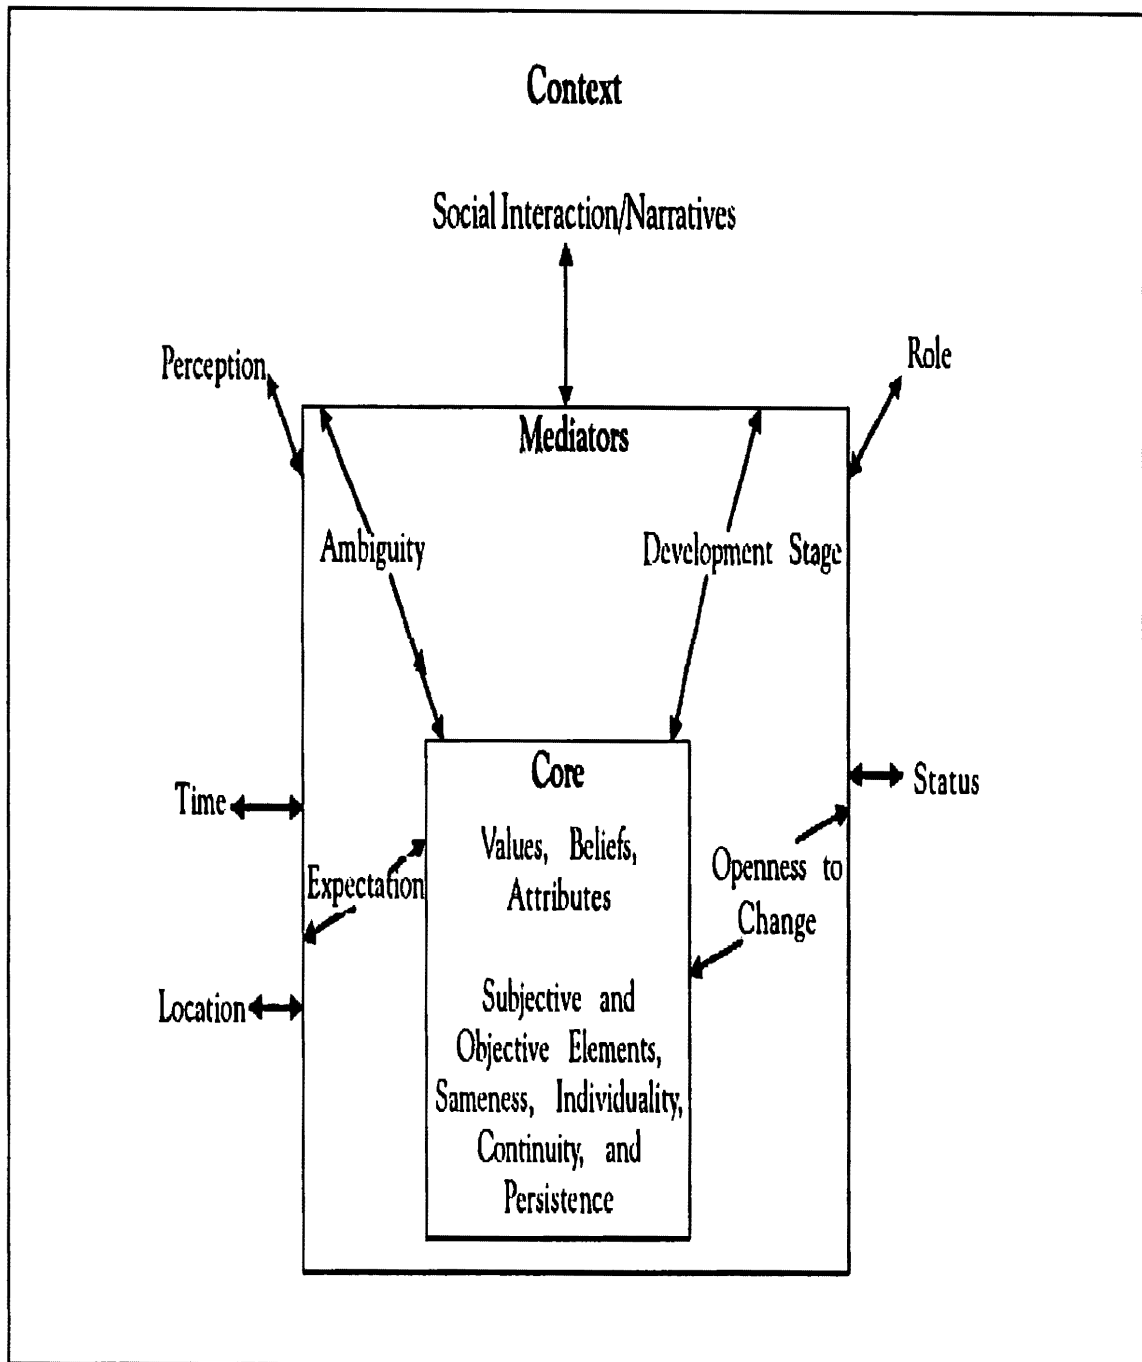 Context
Social Interaction/Narratives
Perception
Role
Mediators
Ambiguity
Development Stage
Core
Time
Status
Values, Beliefs,
Attributes
Expectation
Openness to
Change
Location
Subjective and
Objective Elements,
Sameness, Individuality,
Continuity, and
Persistence